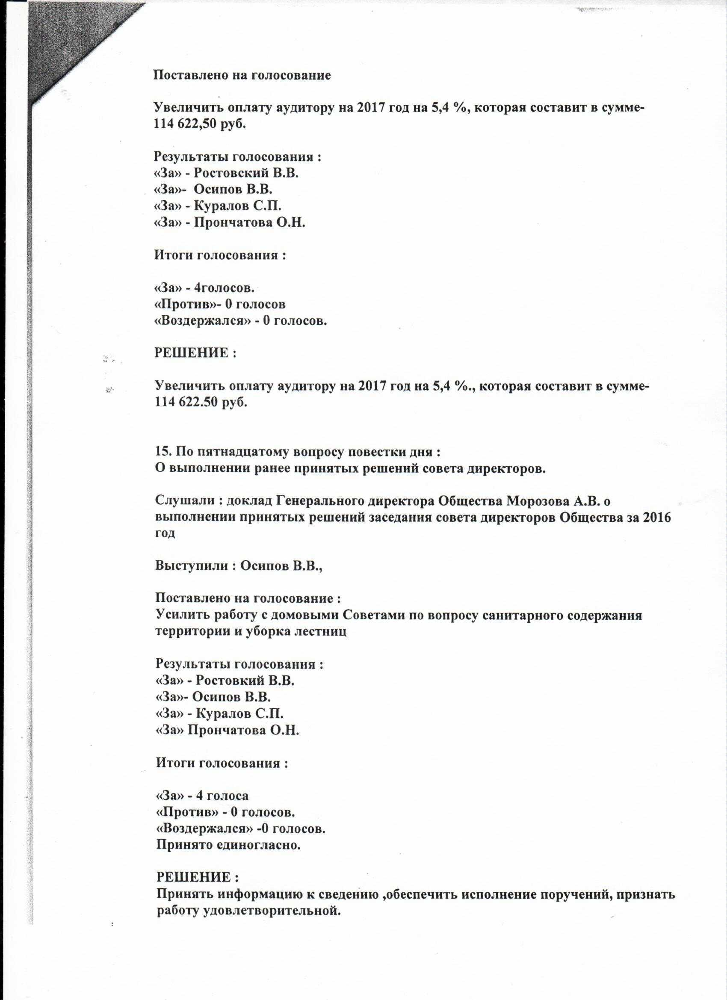 Поставлено на голосование
Увеличить оплату аудитору на 2017 год на 5,4 %, которая составит в сумме-
114 622,50 руб.
Результаты голосования :
«За» - Ростовский В.В.
«За»-  Осипов В.В.
«За» - Куралов С.П.
«За» - Прончатова О.Н.
Итоги голосования :
«За» - 4голосов.
«Против»- 0 голосов
«Воздержался» - 0 голосов.
РЕШЕНИЕ :
Увеличить оплату аудитору на 2017 год на 5,4 %., которая составит в сумме-
114 622.50 руб.
15. По пятнадцатому вопросу повестки дня :
О выполнении ранее принятых решений совета директоров.
Слушали : доклад Генерального директора Общества Морозова А.В. о
выполнении принятых решений заседания совета директоров Общества за 2016
год
Выступили : Осипов В.В.,
Поставлено на голосование :
Усилить работу с домовыми Советами по вопросу санитарного содержания
территории и уборка лестниц
Результаты голосования :
«За» - Ростовкий В.В.
«За»- Осипов В.В.
«За» - Куралов С.П.
«За» Прончатова О.Н.
Итоги голосования :
«За» - 4 голоса
«Против» - 0 голосов.
«Воздержался» -0 голосов.
Принято единогласно.
РЕШЕНИЕ :
Принять информацию к сведению ,обеспечить исполнение поручений, признать
работу удовлетворительной.